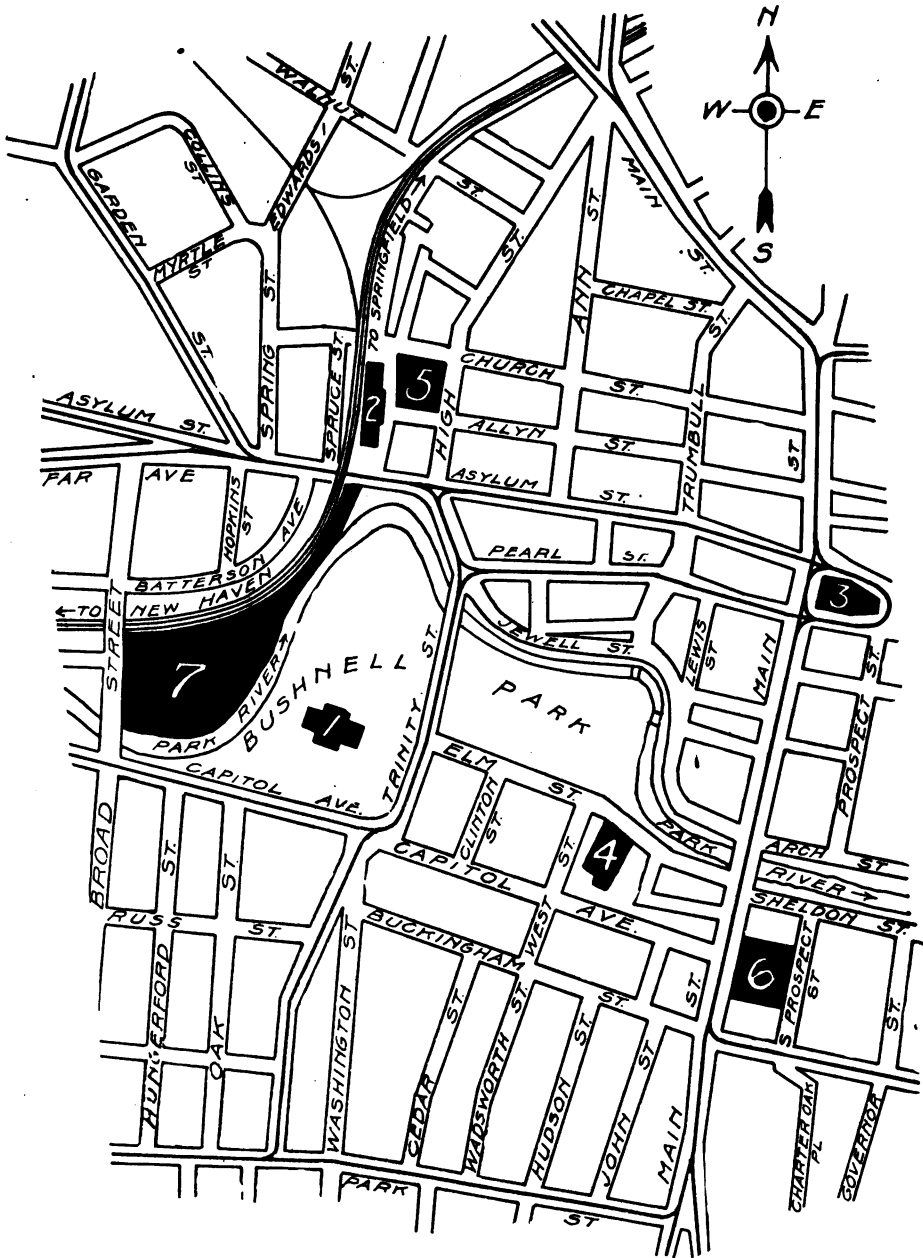 N
W E
S
WALNUT
ST.
COLLINS
ST
EDWARDS
ST.
GARDEN
ST.
MYRTLE
ST
MAIN
ST.
TO SPRINGFIELD →
ANN
ST.
CHAPEL ST.
SPRING
ST.
SPRUCE ST.
2
5
HIGH
ST.
CHURCH
ST.
TRUMBULL
ST.
ASYLUM
ST.
ALLYN
ST.
ASYLUM
ST.
ST
PAR AVE
HOPKINS
ST
BATTERSON AVE
PEARL
ST.
← TO NEW HAVEN
3
JEWELL ST.
LEWIS
ST
MAIN
PROSPECT ST.
BROAD STREET
7
PARK RIVER →
BUSHNELL
PARK
1
TRINITY ST.
CAPITOL AVE.
ELM
ST.
CLINTON
ST
4
PARK
RIVER →
ARCH
ST
SHELDON
ST.
CAPITOL
AVE.
WEST
ST.
RUSS
ST.
HUNGERFORD
ST.
OAK
ST.
WASHINGTON ST
BUCKINGHAM
ST.
CEDAR
ST.
WADSWORTH ST.
HUDSON
ST.
JOHN ST
MAIN
ST.
6
S PROSPECT
ST
ST.
CHARTER OAK
PL
GOVERNOR
PARK
ST